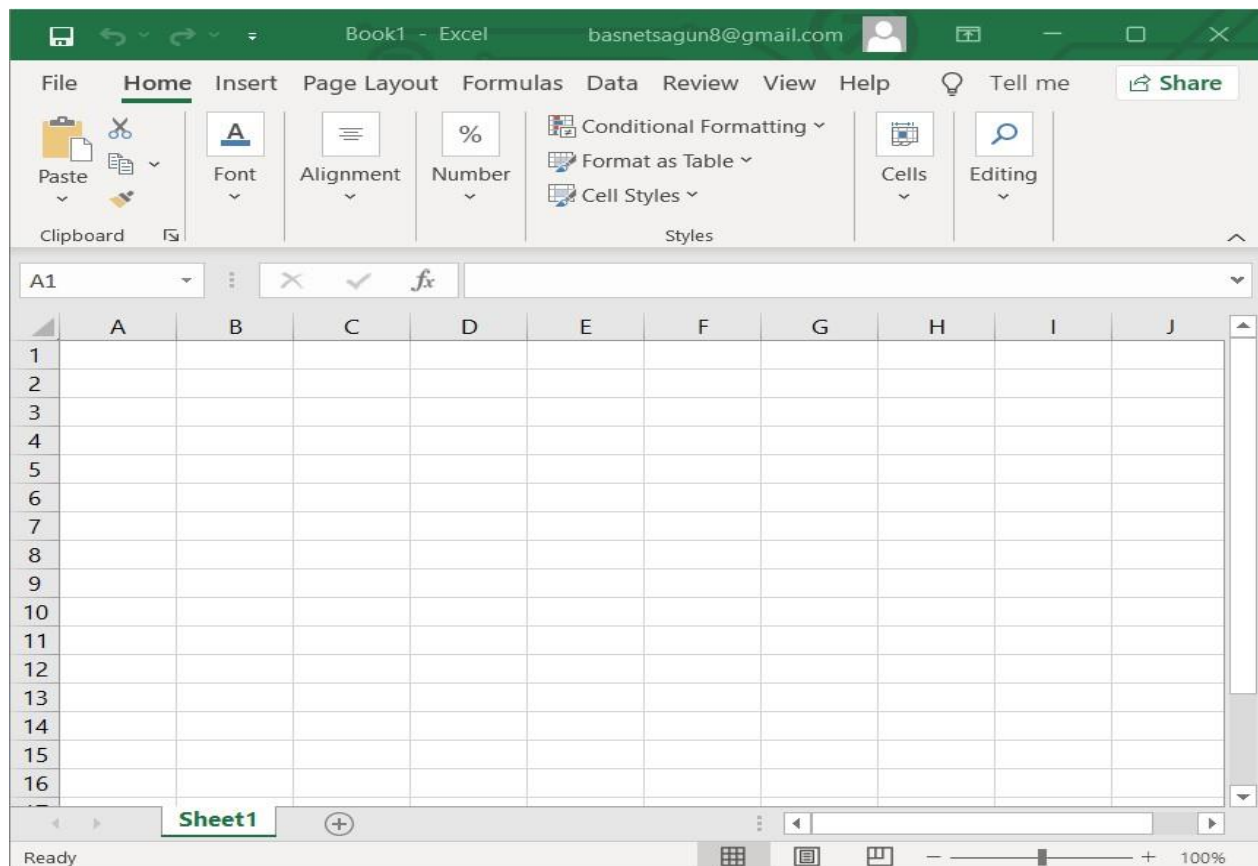 Book1 - Excel basnetsagun8@gmail.com
File Home Insert Page Layout Formulas Data Review View Help Tell me Share
Paste
Clipboard
A
Font
Alignment
%
Number
Conditional Formatting
Format as Table
Cell Styles
Styles
Cells
Editing
A1 fx
A B C D E F G H I J
1
2
3
4
5
6
7
8
9
10
11
12
13
14
15
16
Sheet1
Ready 100%